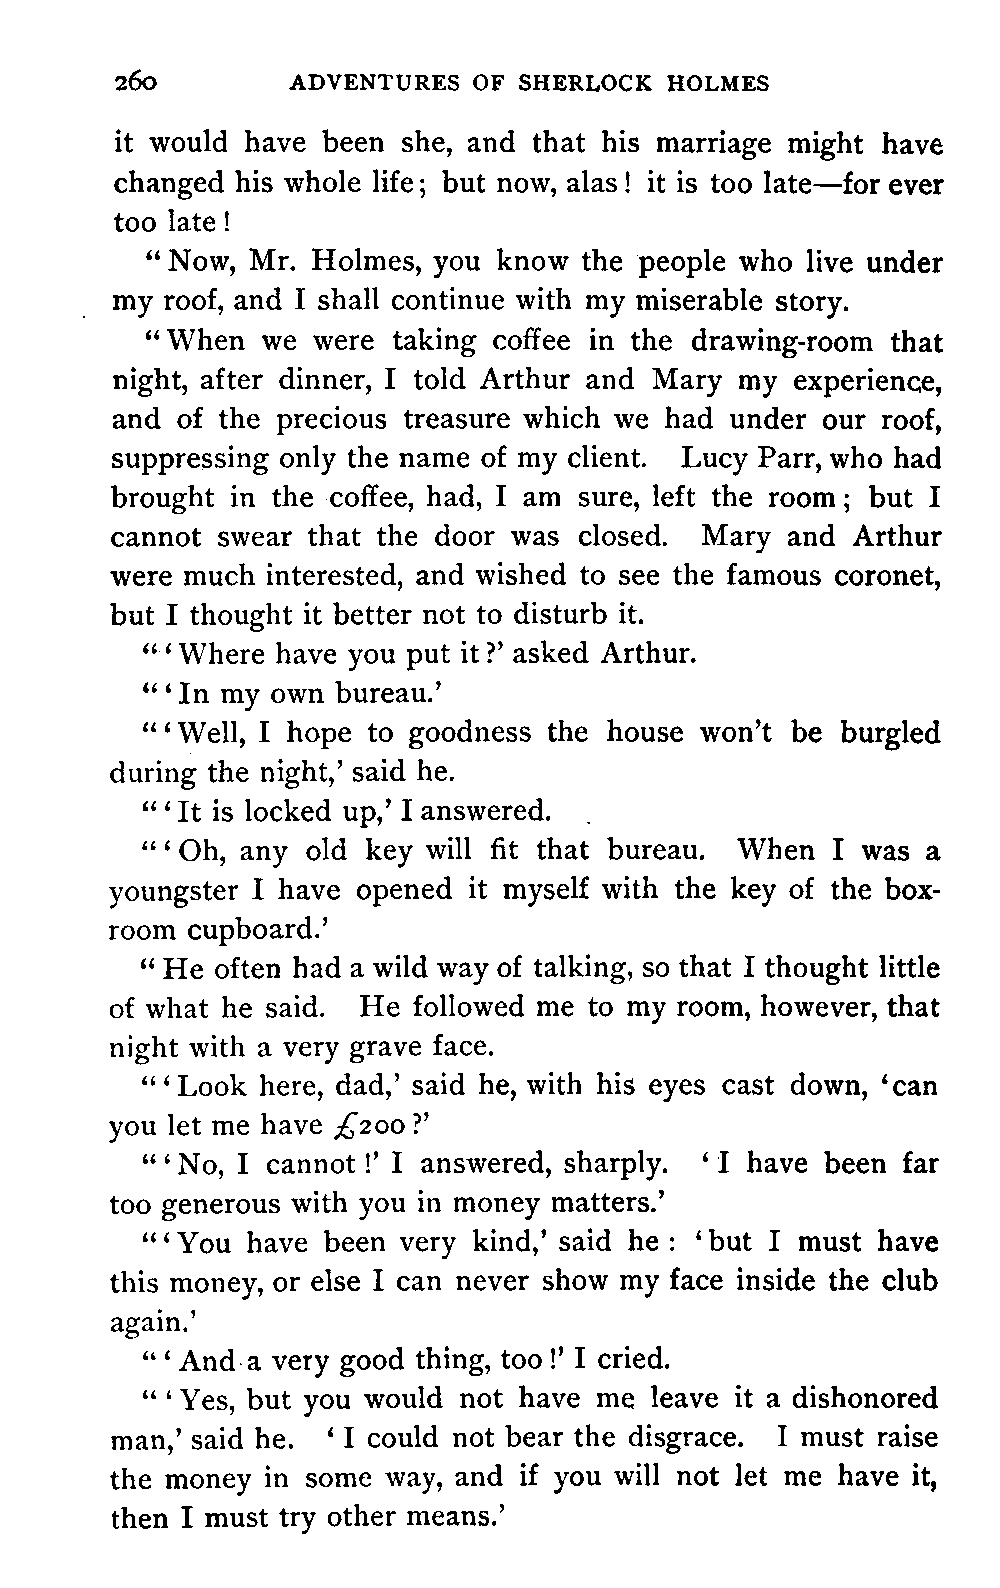 260 ADVENTURES OF SHERLOCK HOLMES
it would have been she, and that his marriage might have
changed his whole life; but now, alas! it is too late—for ever
too late!
“Now, Mr. Holmes, you know the people who live under
my roof, and I shall continue with my miserable story.
“When we were taking coffee in the drawing-room that
night, after dinner, I told Arthur and Mary my experience,
and of the precious treasure which we had under our roof,
suppressing only the name of my client. Lucy Parr, who had
brought in the coffee, had, I am sure, left the room; but I
cannot swear that the door was closed. Mary and Arthur
were much interested, and wished to see the famous coronet,
but I thought it better not to disturb it.
“‘Where have you put it?’ asked Arthur.
“‘In my own bureau.’
“‘Well, I hope to goodness the house won’t be burgled
during the night,’ said he.
“‘It is locked up,’ I answered.
“‘Oh, any old key will fit that bureau. When I was a
youngster I have opened it myself with the key of the box-
room cupboard.’
“He often had a wild way of talking, so that I thought little
of what he said. He followed me to my room, however, that
night with a very grave face.
“‘Look here, dad,’ said he, with his eyes cast down, ‘can
you let me have £200?’
“‘No, I cannot!’ I answered, sharply. ‘I have been far
too generous with you in money matters.’
“‘You have been very kind,’ said he: ‘but I must have
this money, or else I can never show my face inside the club
again.’
“‘And a very good thing, too!’ I cried.
“‘Yes, but you would not have me leave it a dishonored
man,’ said he. ‘I could not bear the disgrace. I must raise
the money in some way, and if you will not let me have it,
then I must try other means.’